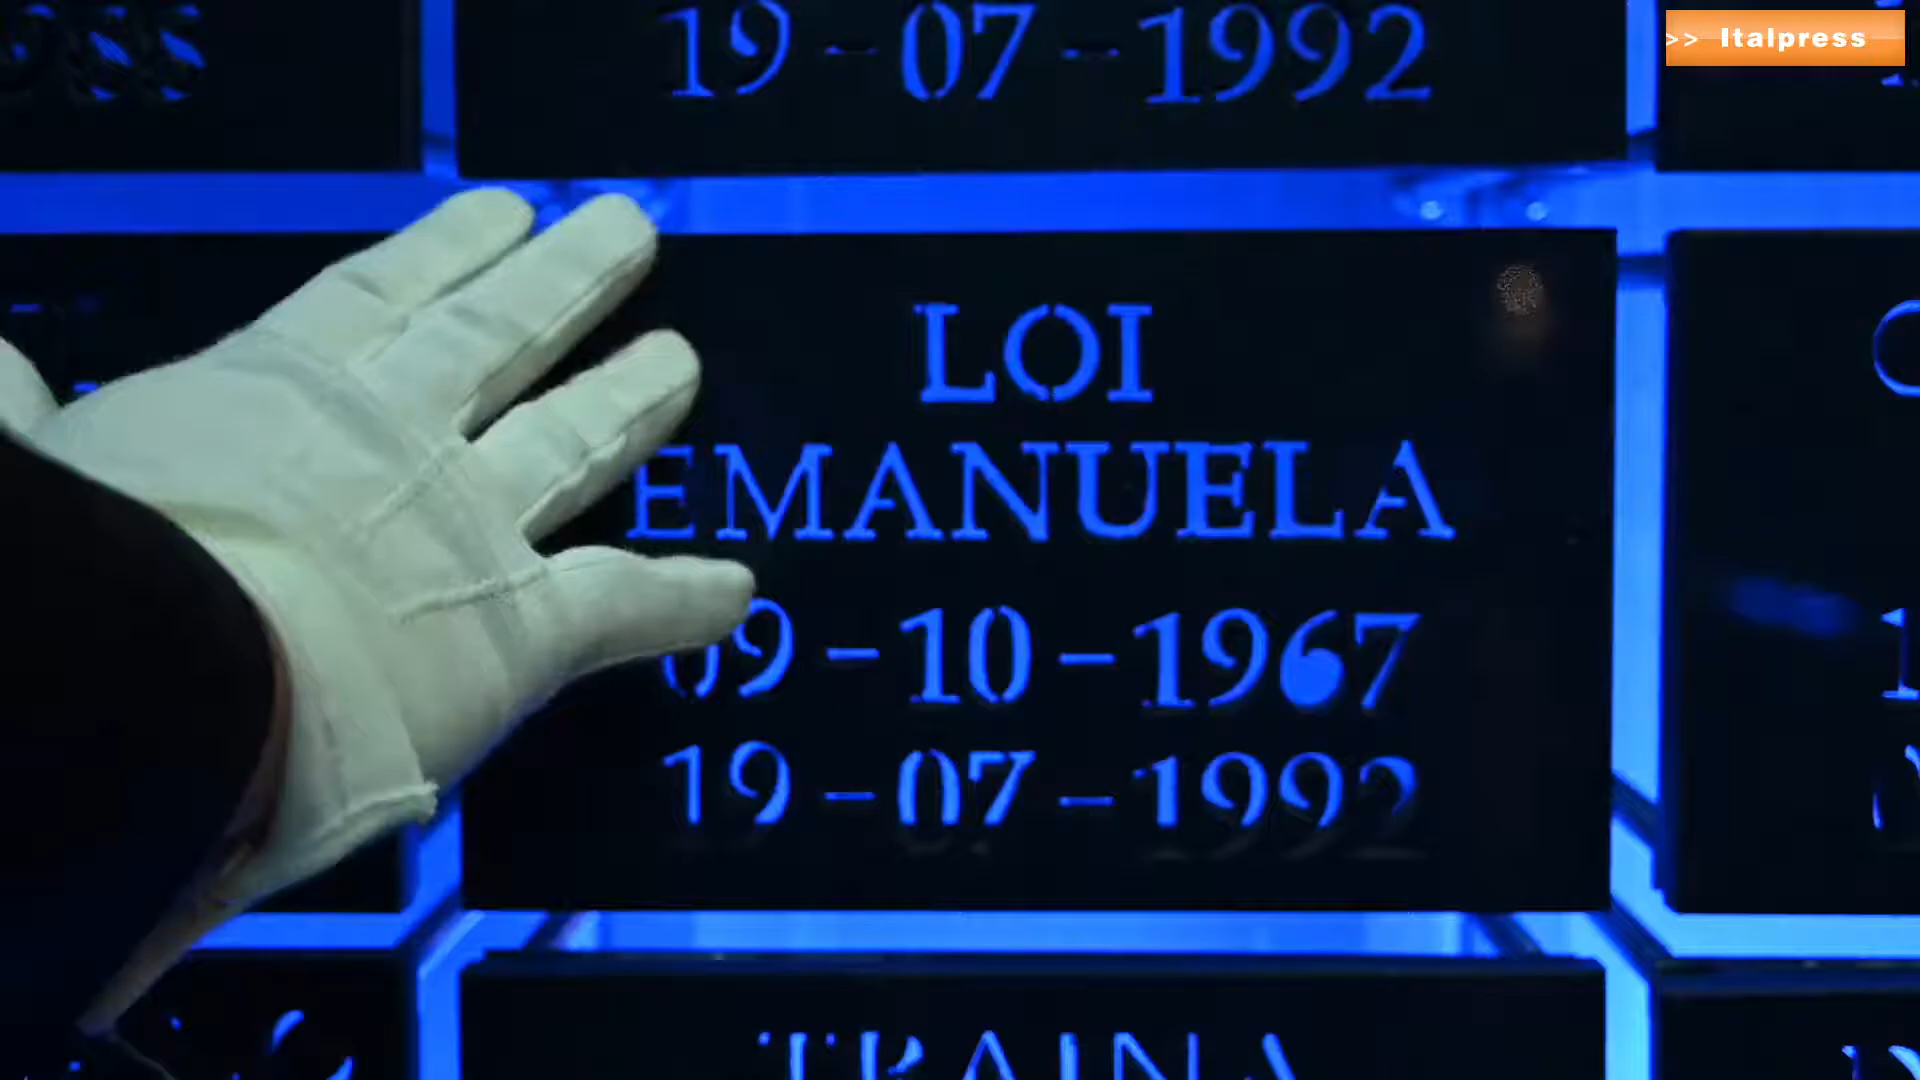 19-07-1992
>> Italpress
LOI
EMANUELA
09-10-1967
19-07-1992
TRAINA